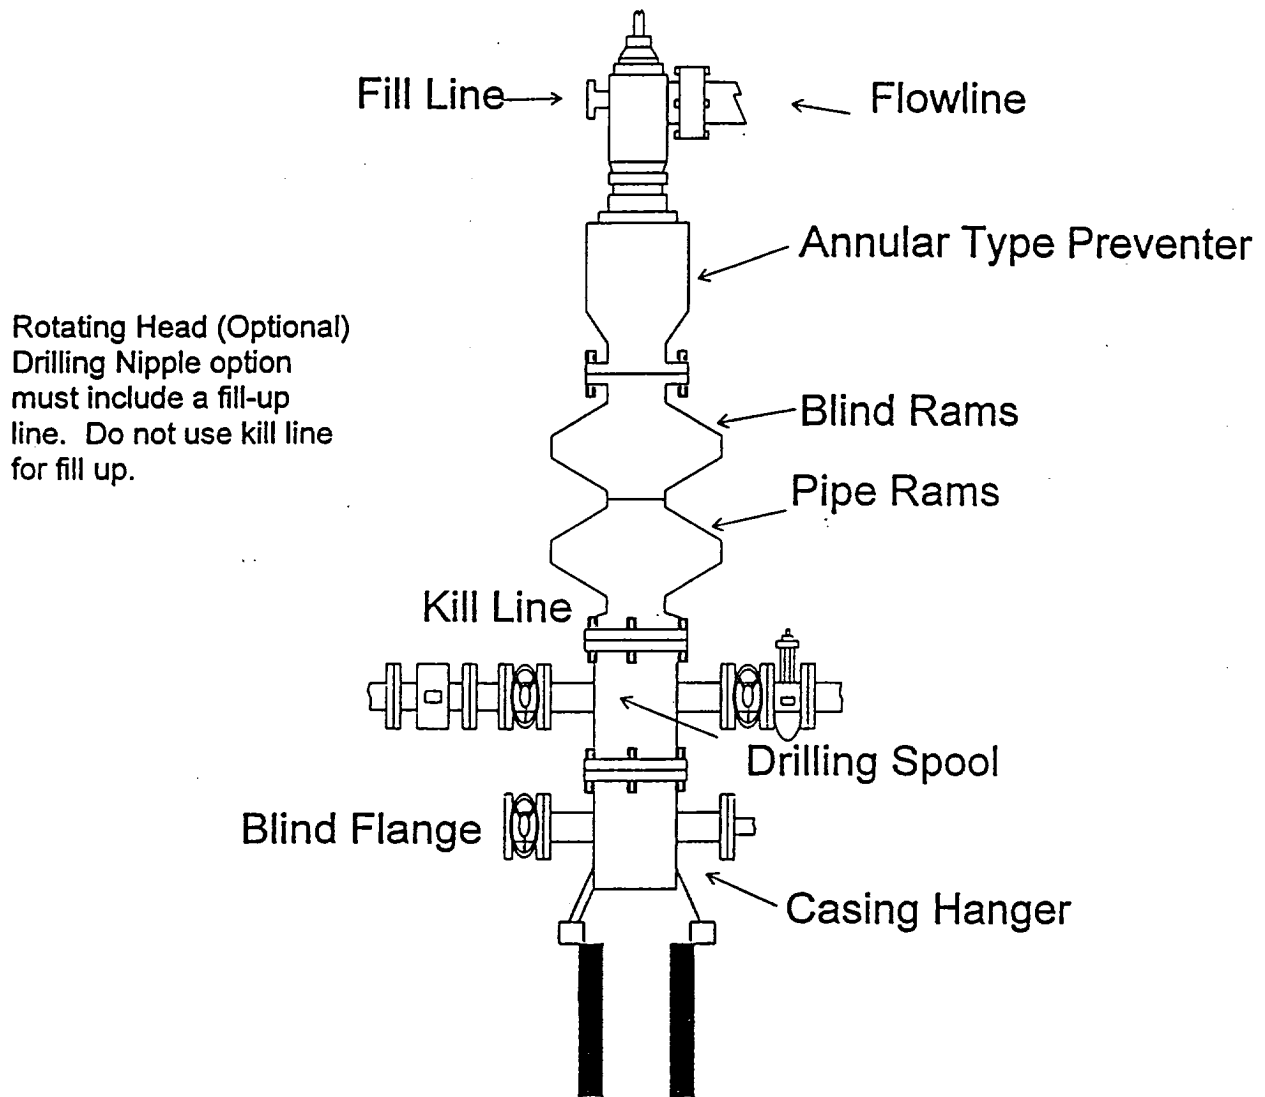 Fill Line
Flowline
Annular Type Preventer
Rotating Head (Optional)
Drilling Nipple option
must include a fill-up
line. Do not use kill line
for fill up.
Blind Rams
Pipe Rams
Kill Line
Drilling Spool
Blind Flange
Casing Hanger